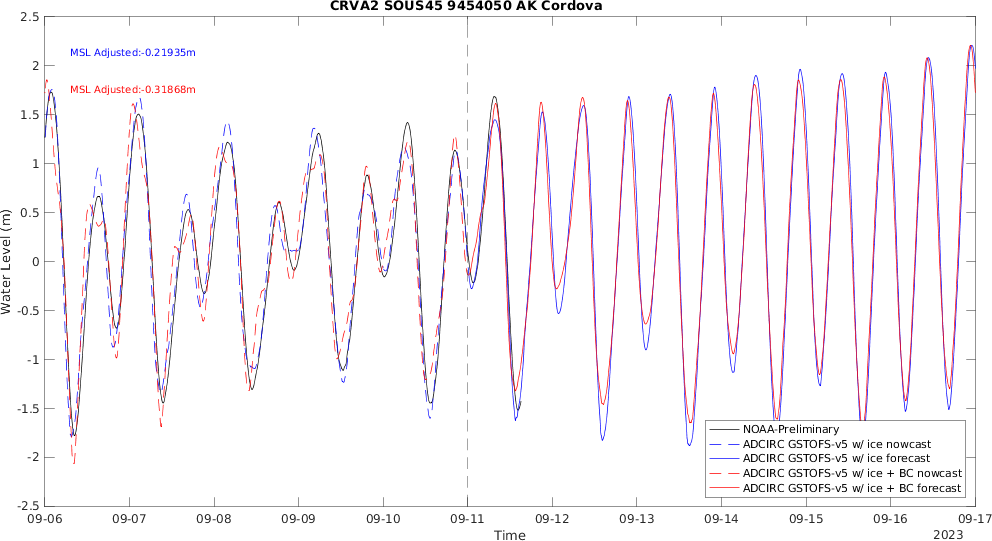 CRVA2 SOUS45 9454050 AK Cordova
MSL Adjusted:-0.21935m
MSL Adjusted:-0.31868m
Water Level (m)
2.5
2
1.5
1
0.5
0
-0.5
-1
-1.5
-2
-2.5
NOAA-Preliminary
ADCIRC GSTOFS-v5 w/ ice nowcast
ADCIRC GSTOFS-v5 w/ ice forecast
ADCIRC GSTOFS-v5 w/ ice + BC nowcast
ADCIRC GSTOFS-v5 w/ ice + BC forecast
09-06 09-07 09-08 09-09 09-10 09-11 09-12 09-13 09-14 09-15 09-16 09-17
Time
2023